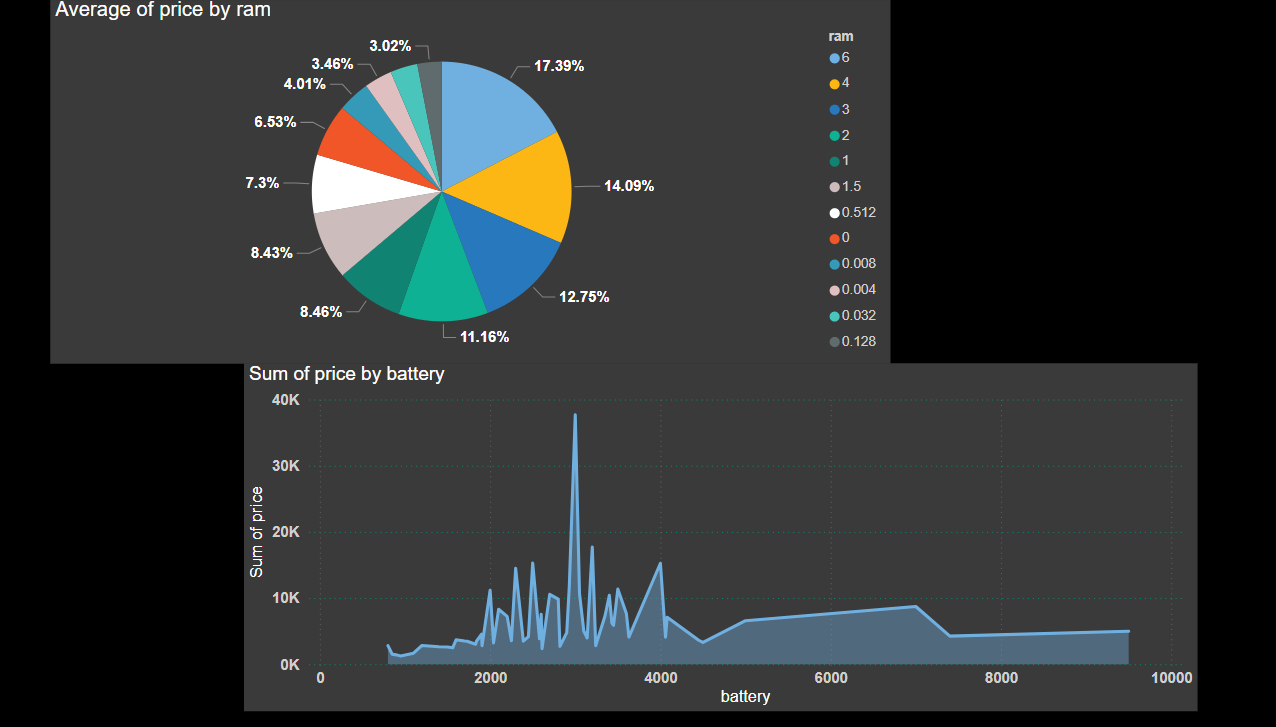 Average of price by ram
ram
6
4
3
2
1
1.5
0.512
0
0.008
0.004
0.032
0.128
17.39%
14.09%
12.75%
11.16%
8.46%
8.43%
7.3%
6.53%
4.01%
3.46%
3.02%
Sum of price by battery
Sum of price
40K
30K
20K
10K
0K
0 2000 4000 6000 8000 10000
battery